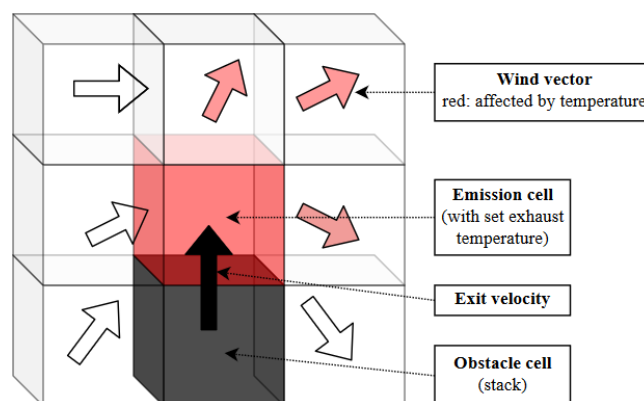 Wind vector
red: affected by temperature
Emission cell
(with set exhaust
temperature)
Exit velocity
Obstacle cell
(stack)